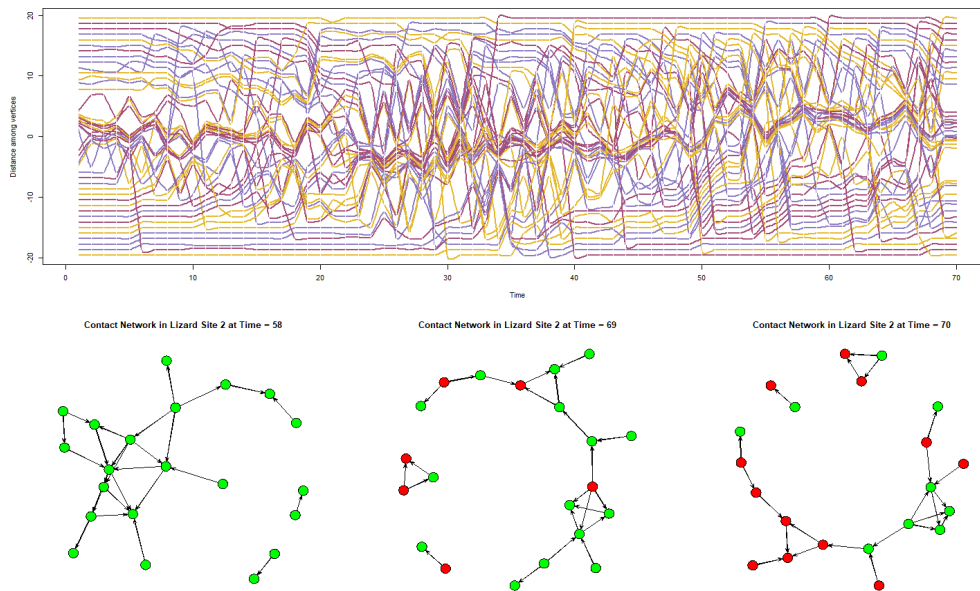 20
10
0
-10
-20
Distance among vertices
0 10 20 30 40 50 60 70
Time
Contact Network in Lizard Site 2 at Time = 58
Contact Network in Lizard Site 2 at Time = 69
Contact Network in Lizard Site 2 at Time = 70